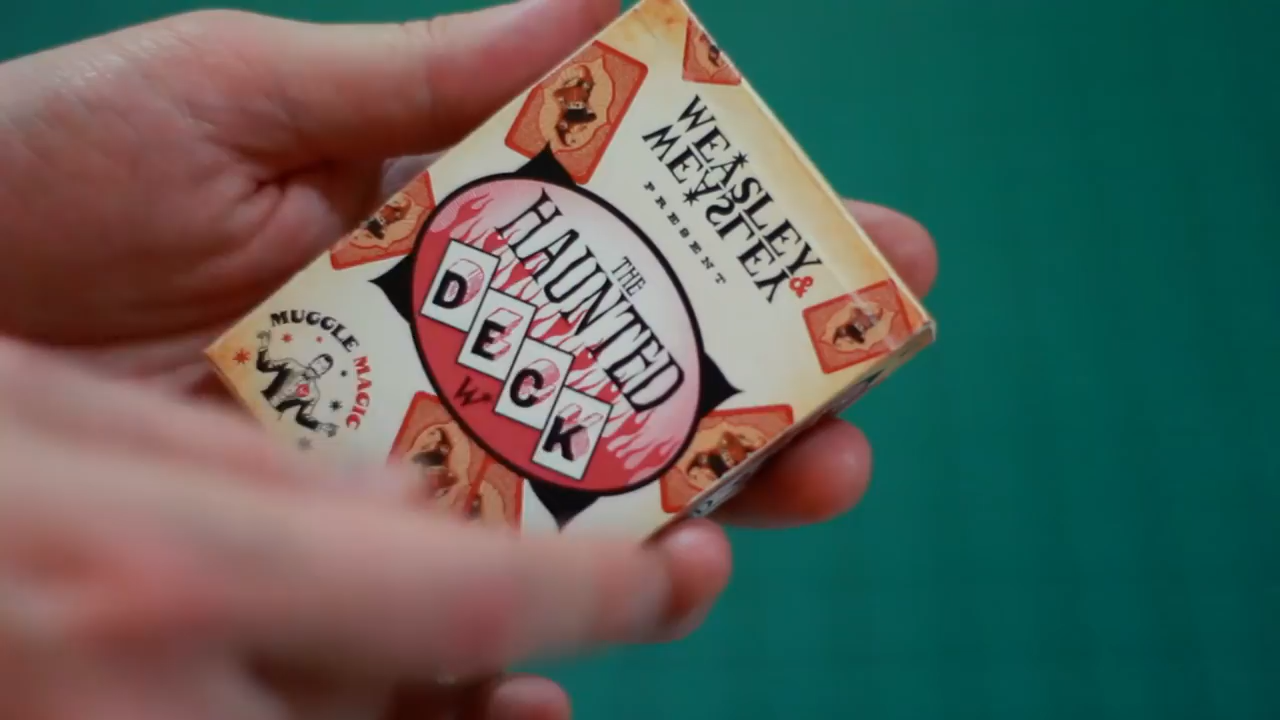 WEASLEY &
WEASLEY
PRESENT
THE
HAUNTED
DECK
W
MUGGLE MAGIC